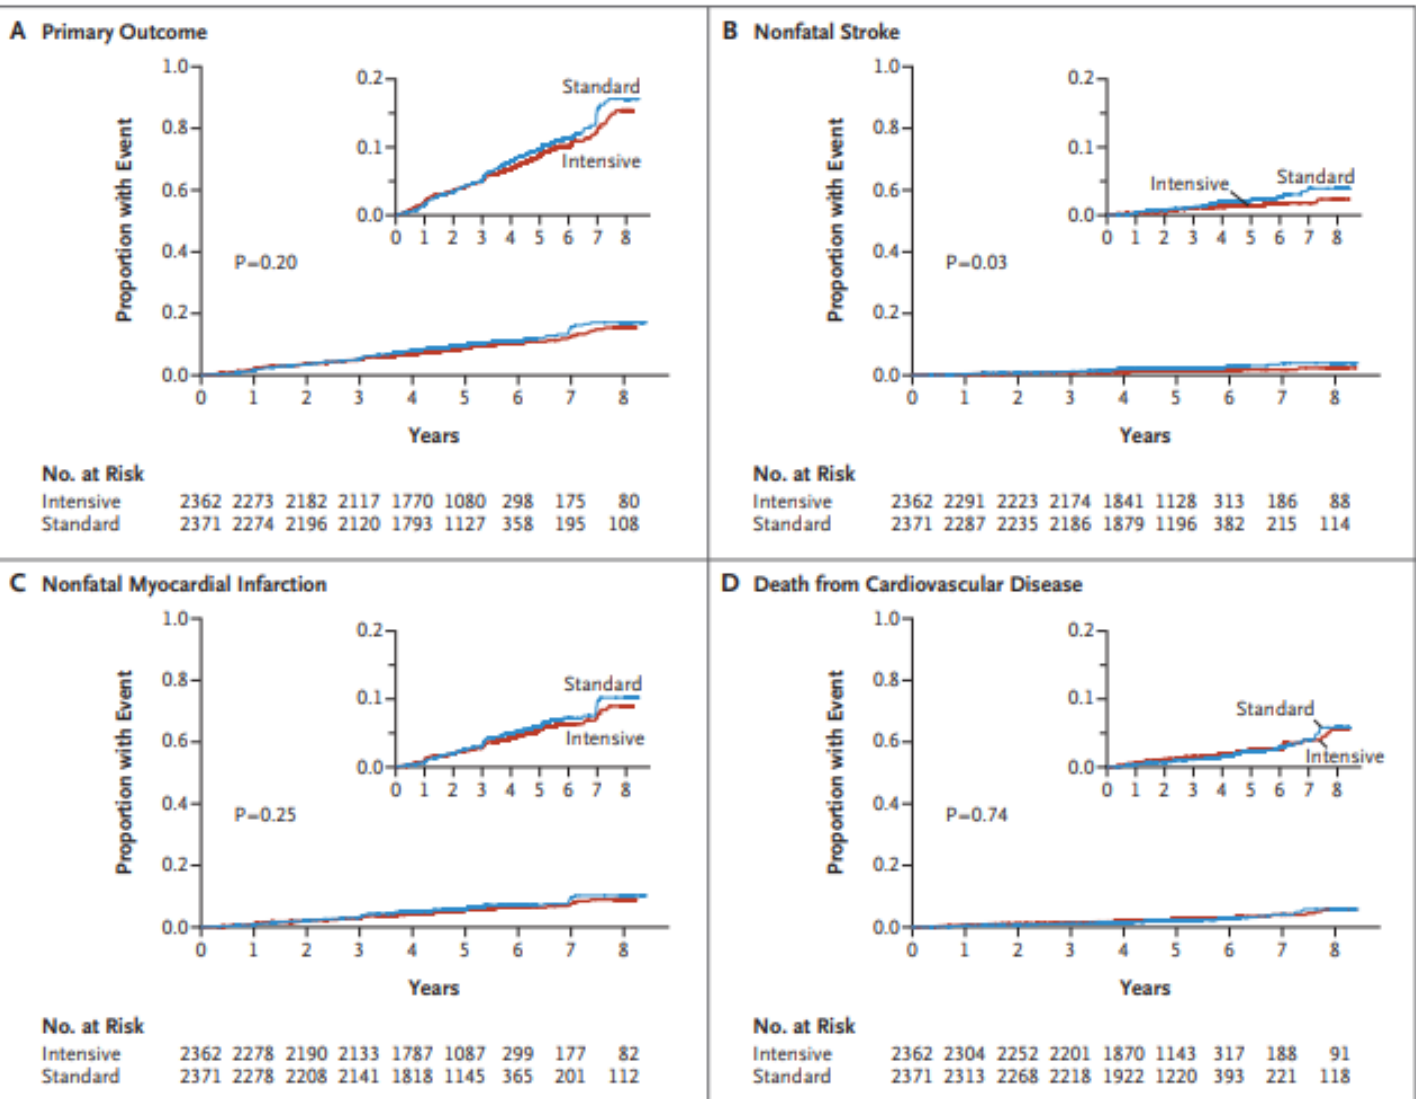 A Primary Outcome
1.0
0.8
0.6
0.4
0.2
0.0
Proportion with Event
0.2
0.1
0.0
Standard
Intensive
0 1 2 3 4 5 6 7 8
P=0.20
0 1 2 3 4 5 6 7 8
Years
No. at Risk
Intensive 2362 2273 2182 2117 1770 1080 298 175 80
Standard 2371 2274 2196 2120 1793 1127 358 195 108
B Nonfatal Stroke
1.0
0.8
0.6
0.4
0.2
0.0
Proportion with Event
0.2
0.1
0.0
Intensive
Standard
0 1 2 3 4 5 6 7 8
P=0.03
0 1 2 3 4 5 6 7 8
Years
No. at Risk
Intensive 2362 2291 2223 2174 1841 1128 313 186 88
Standard 2371 2287 2235 2186 1879 1196 382 215 114
C Nonfatal Myocardial Infarction
1.0
0.8
0.6
0.4
0.2
0.0
Proportion with Event
0.2
0.1
0.0
Standard
Intensive
0 1 2 3 4 5 6 7 8
P=0.25
0 1 2 3 4 5 6 7 8
Years
No. at Risk
Intensive 2362 2278 2190 2133 1787 1087 299 177 82
Standard 2371 2278 2208 2141 1818 1145 365 201 112
D Death from Cardiovascular Disease
1.0
0.8
0.6
0.4
0.2
0.0
Proportion with Event
0.2
0.1
0.0
Standard
Intensive
0 1 2 3 4 5 6 7 8
P=0.74
0 1 2 3 4 5 6 7 8
Years
No. at Risk
Intensive 2362 2304 2252 2201 1870 1143 317 188 91
Standard 2371 2313 2268 2218 1922 1220 393 221 118